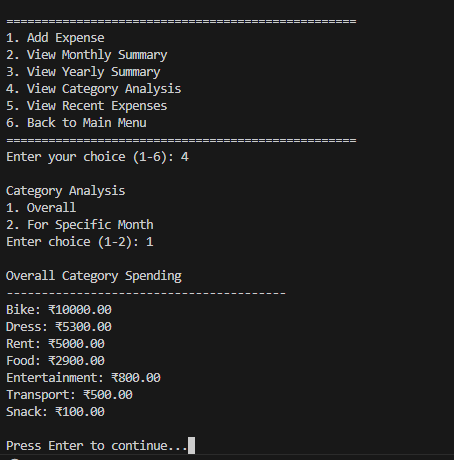 ==================================================
1. Add Expense
2. View Monthly Summary
3. View Yearly Summary
4. View Category Analysis
5. View Recent Expenses
6. Back to Main Menu
==================================================
Enter your choice (1-6): 4
Category Analysis
1. Overall
2. For Specific Month
Enter choice (1-2): 1
Overall Category Spending
----------------------------------------
Bike: ₹10000.00
Dress: ₹5300.00
Rent: ₹5000.00
Food: ₹2900.00
Entertainment: ₹800.00
Transport: ₹500.00
Snack: ₹100.00
Press Enter to continue...